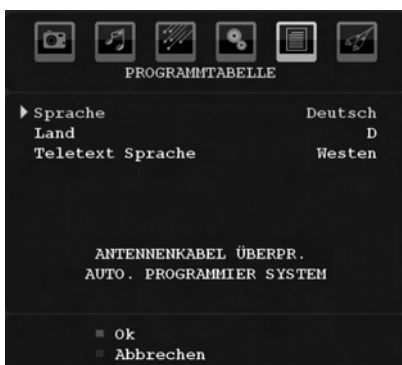 PROGRAMMTABELLE
Sprache Deutsch
Land D
Teletext Sprache Westen
ANTENNENKABEL ÜBERPR.
AUTO. PROGRAMMIER SYSTEM
Ok
Abbrechen